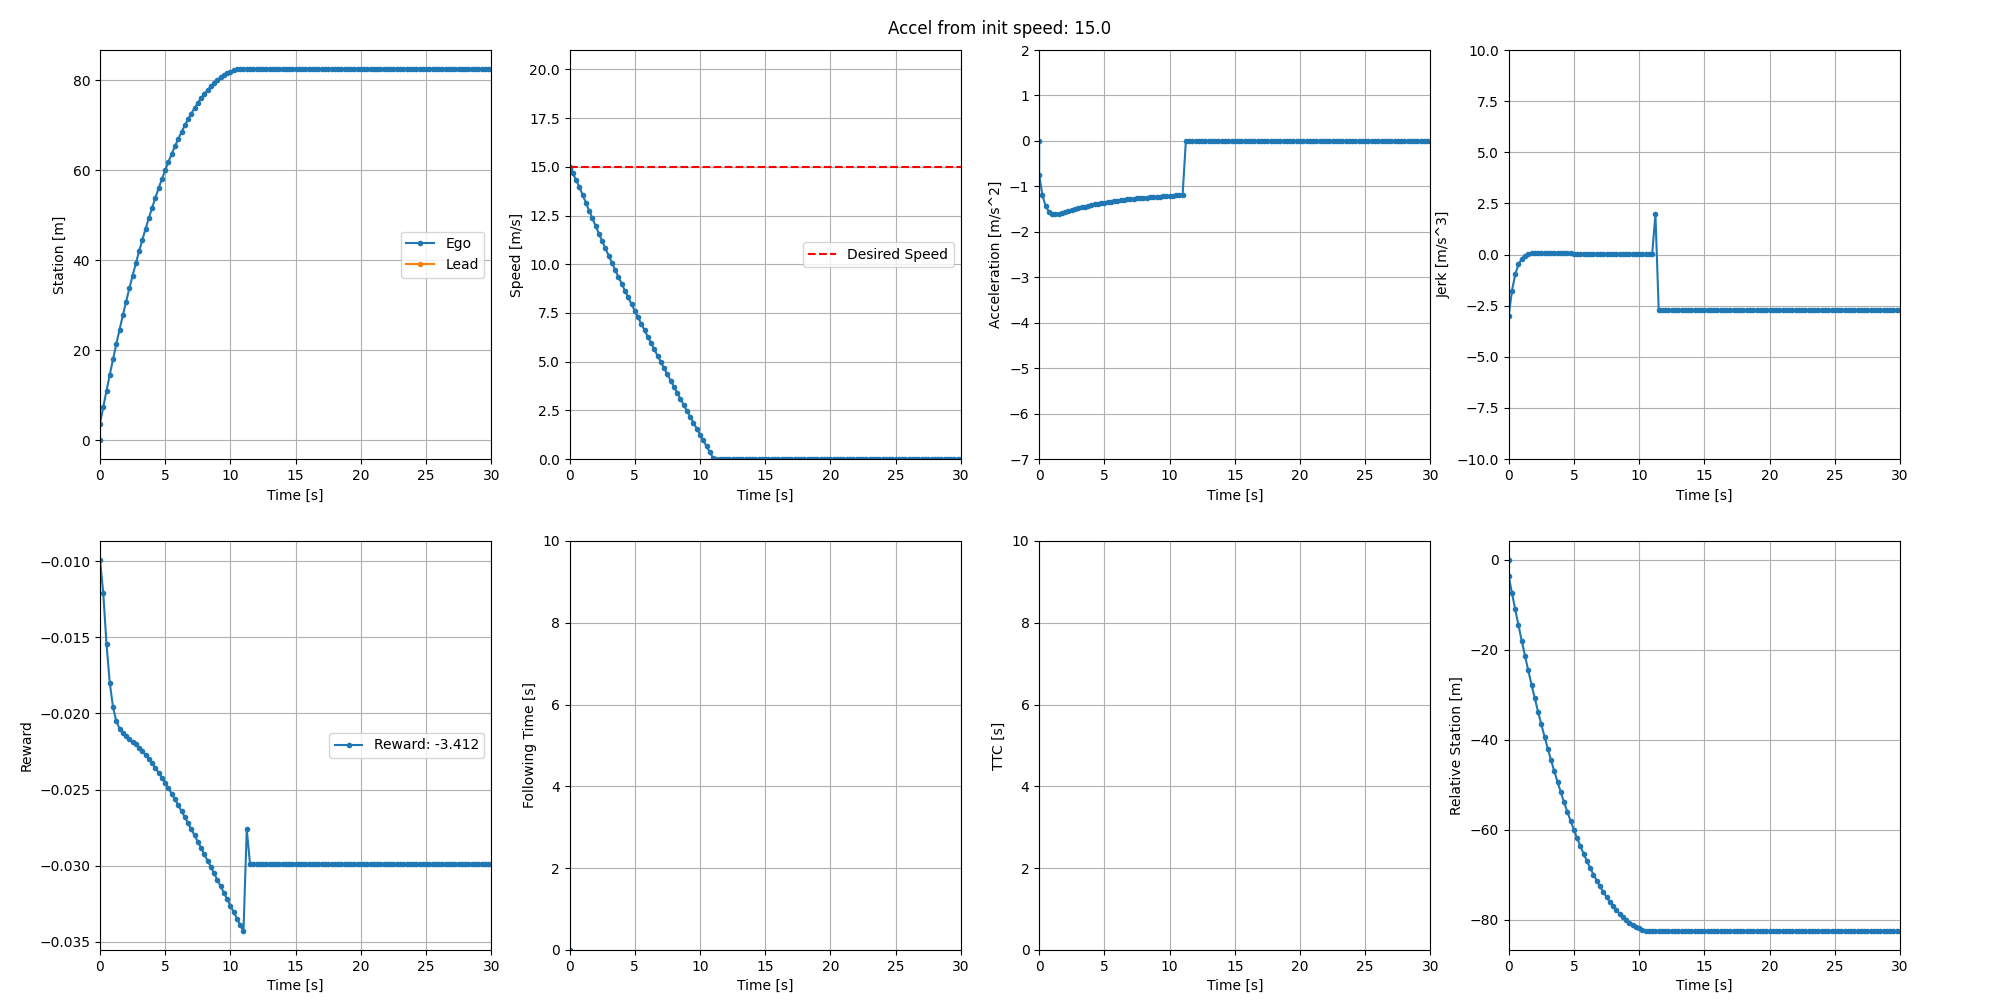 Accel from init speed: 15.0
Station [m]
80
60
40
20
0
Ego
Lead
0 5 10 15 20 25 30
Time [s]
Speed [m/s]
20.0
17.5
15.0
12.5
10.0
7.5
5.0
2.5
0.0
Desired Speed
0 5 10 15 20 25 30
Time [s]
Acceleration [m/s^2]
2
1
0
−1
−2
−3
−4
−5
−6
−7
0 5 10 15 20 25 30
Time [s]
Jerk [m/s^3]
10.0
7.5
5.0
2.5
0.0
−2.5
−5.0
−7.5
−10.0
0 5 10 15 20 25 30
Time [s]
Reward
−0.010
−0.015
−0.020
−0.025
−0.030
−0.035
Reward: -3.412
0 5 10 15 20 25 30
Time [s]
Following Time [s]
10
8
6
4
2
0
0 5 10 15 20 25 30
Time [s]
TTC [s]
10
8
6
4
2
0
0 5 10 15 20 25 30
Time [s]
Relative Station [m]
0
−20
−40
−60
−80
0 5 10 15 20 25 30
Time [s]